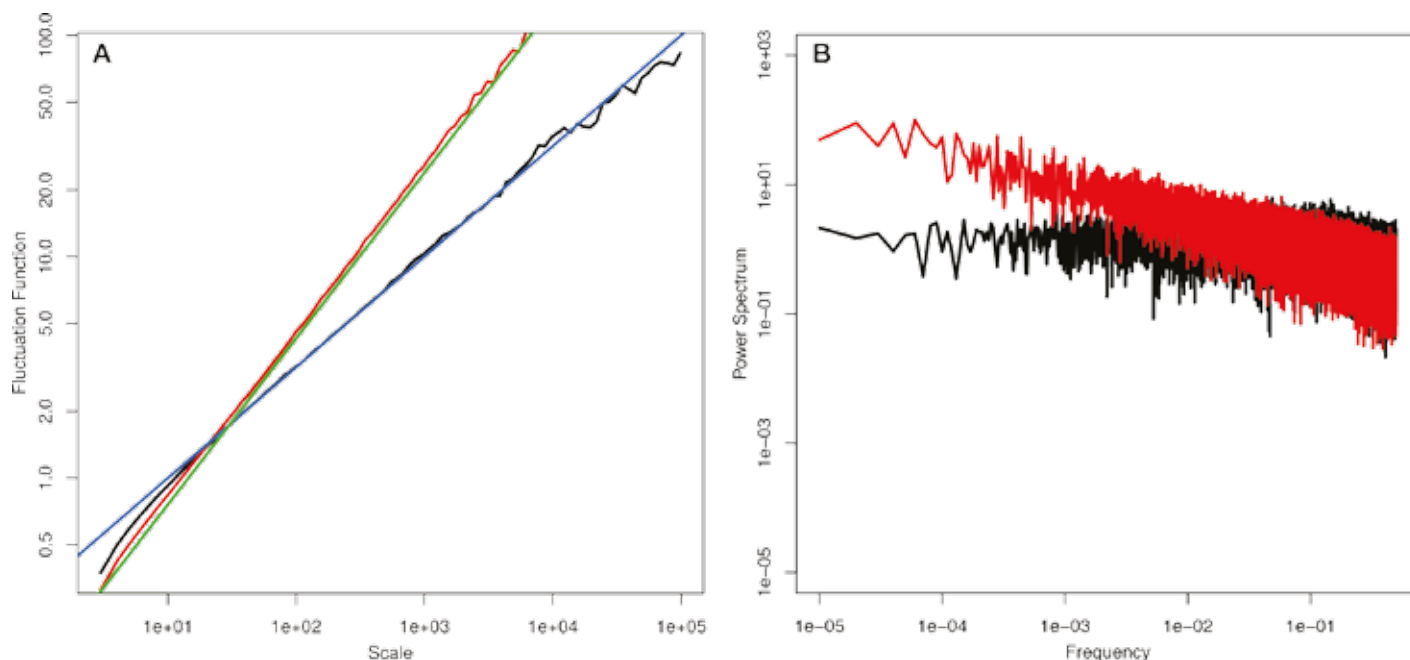 A
Fluctuation Function
100.0
50.0
20.0
10.0
5.0
2.0
1.0
0.5
1e+01 1e+02 1e+03 1e+04 1e+05
Scale
B
Power Spectrum
1e+03
1e+01
1e-01
1e-03
1e-05
1e-05 1e-04 1e-03 1e-02 1e-01
Frequency